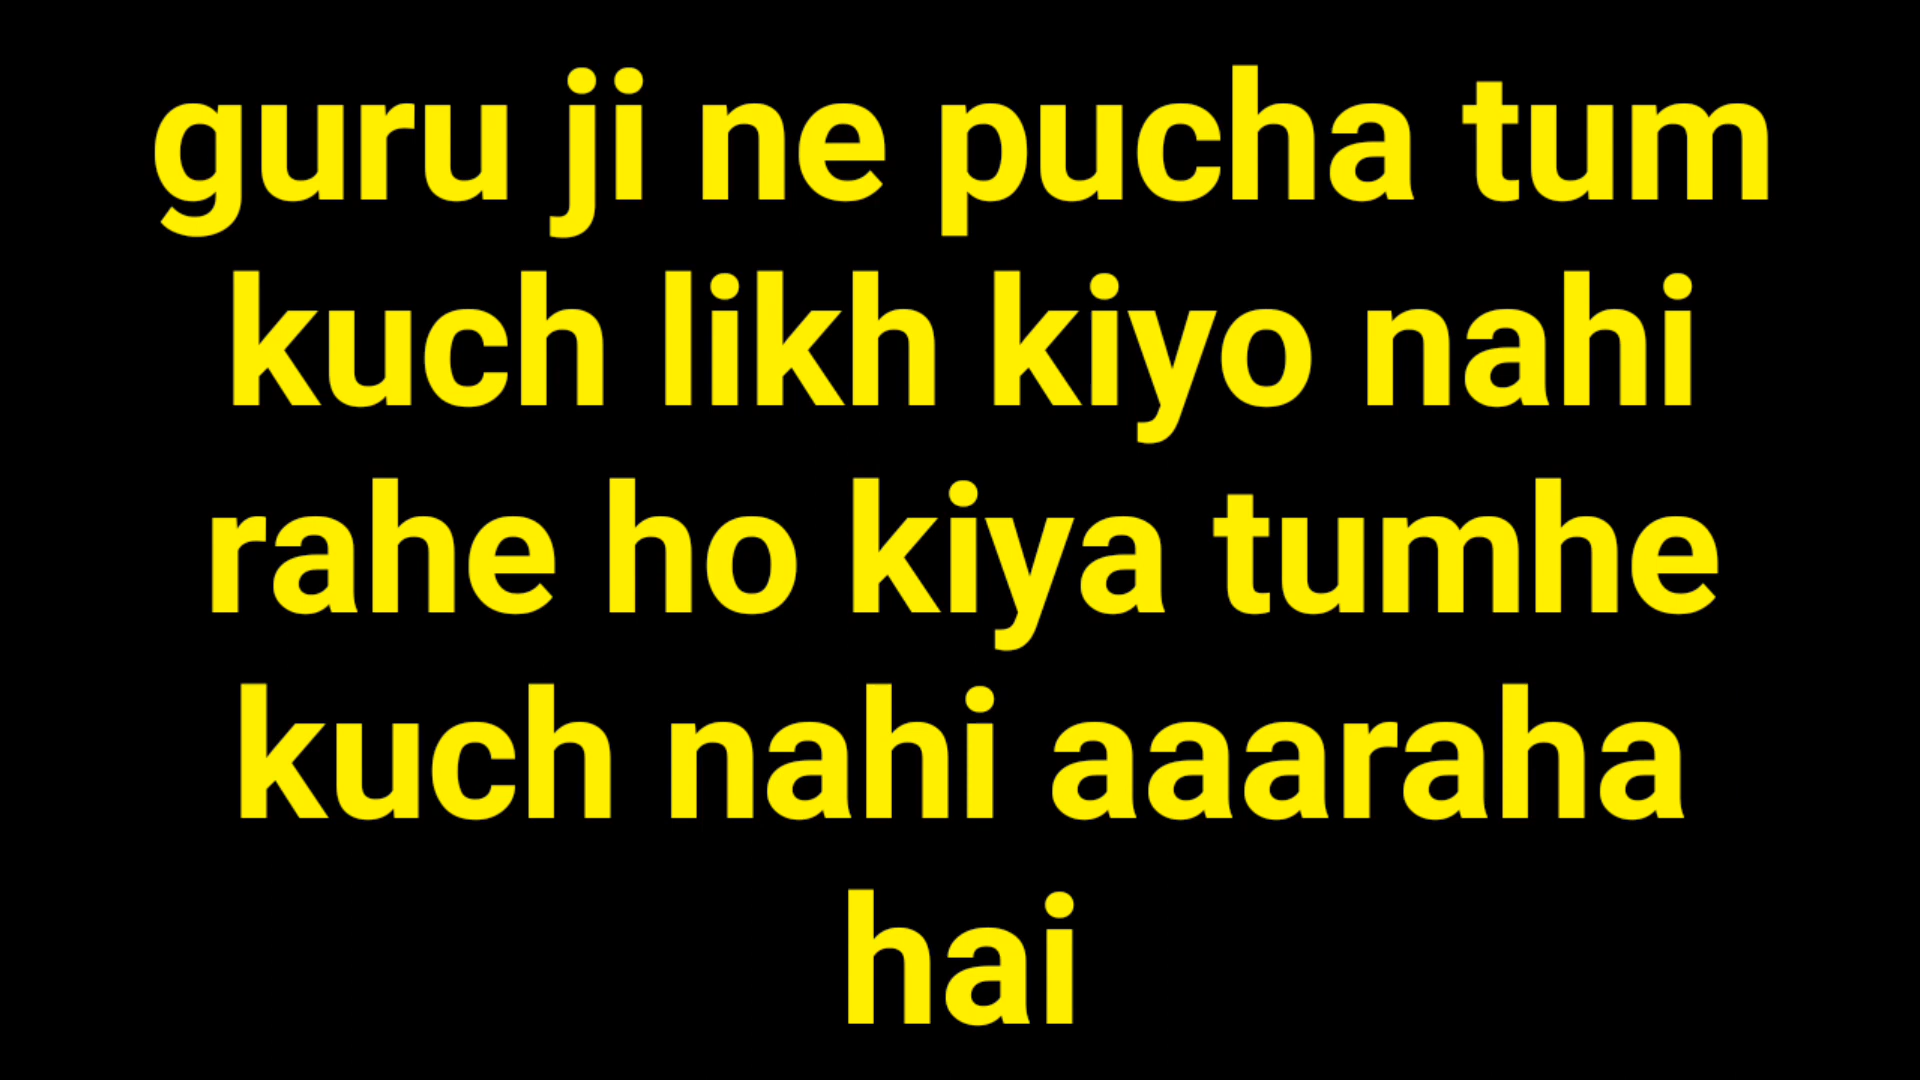 guru ji ne pucha tum
kuch likh kiyo nahi
rahe ho kiya tumhe
kuch nahi aaaraha
hai